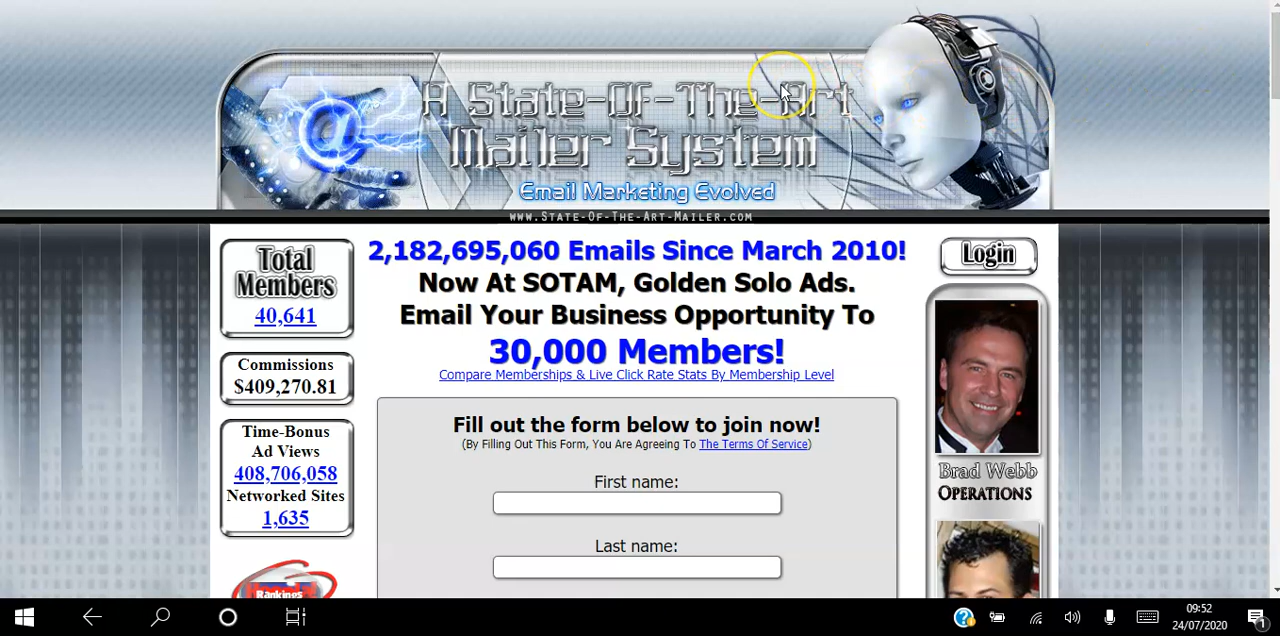 A State-Of-The-Art
Mailer System
Email Marketing Evolved
www.State-Of-The-Art-Mailer.com
Total
Members
40,641
Commissions
$409,270.81
Time-Bonus
Ad Views
408,706,058
Networked Sites
1,635
Rankings
2,182,695,060 Emails Since March 2010!
Now At SOTAM, Golden Solo Ads.
Email Your Business Opportunity To
30,000 Members!
Compare Memberships & Live Click Rate Stats By Membership Level
Fill out the form below to join now!
(By Filling Out This Form, You Are Agreeing To The Terms Of Service)
First name:
Last name:
Login
Brad Webb
Operations
09:52
24/07/2020
1